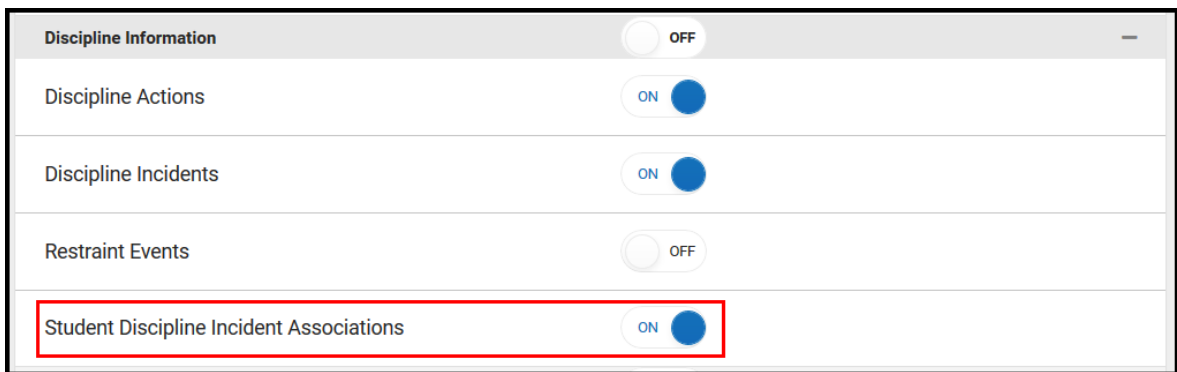 Discipline Information OFF
Discipline Actions ON
Discipline Incidents ON
Restraint Events OFF
Student Discipline Incident Associations ON